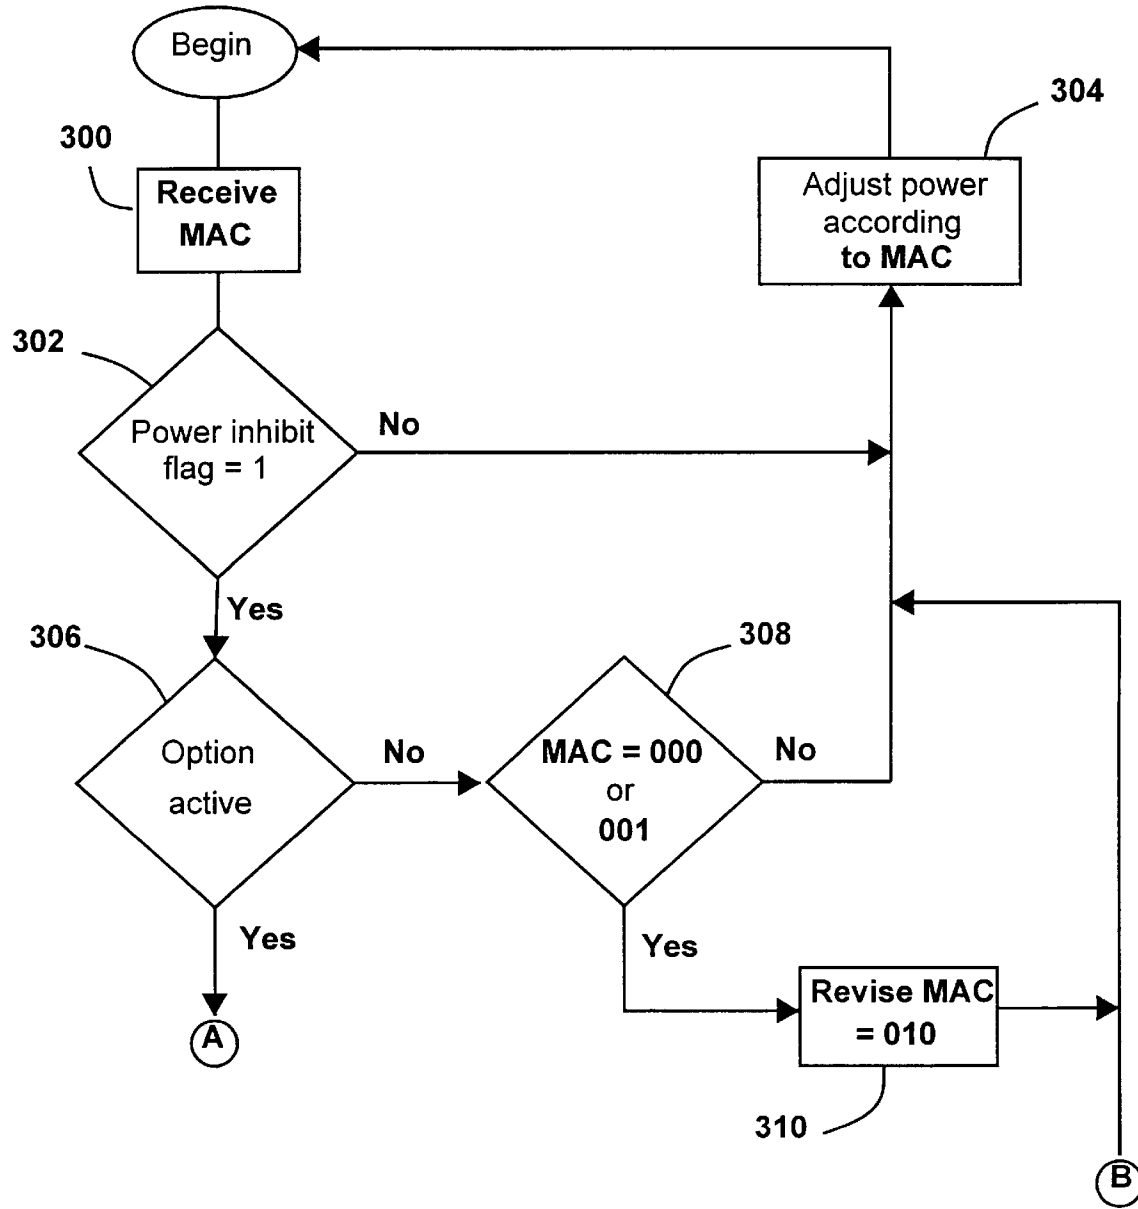 Begin
304
300
Receive
MAC
Adjust power
according
to MAC
302
Power inhibit
flag = 1
No
Yes
306
308
Option
active
No
MAC = 000
or
001
No
Yes
Yes
Revise MAC
= 010
A
310
B